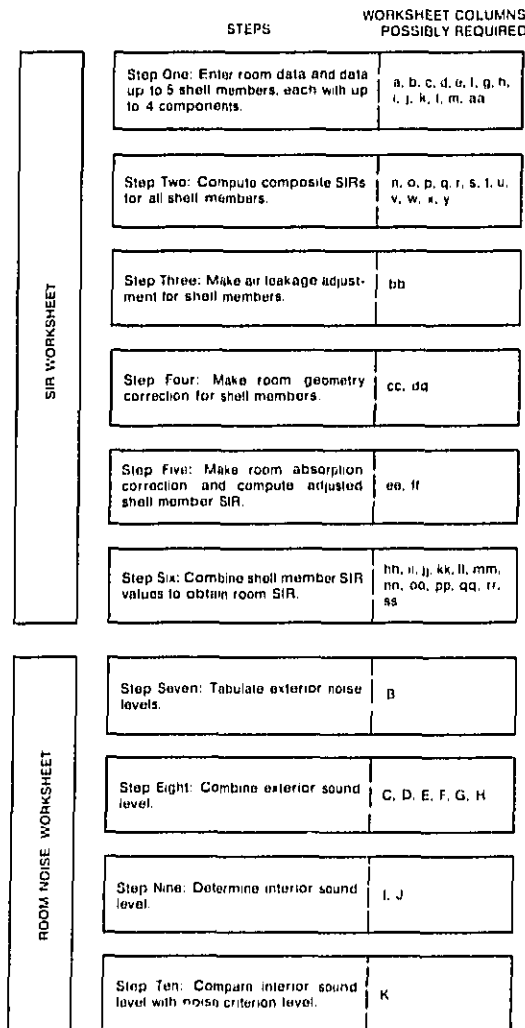 STEPS
WORKSHEET COLUMNS
POSSIBLY REQUIRED
SIR WORKSHEET
Step One: Enter room data and data
up to 5 shell members, each with up
to 4 components.
a, b, c, d, e, f, g, h,
i, j, k, l, m, aa
Step Two: Compute composite SIRs
for all shell members.
n, o, p, q, r, s, t, u,
v, w, x, y
Step Three: Make air leakage adjust-
ment for shell members.
bb
Step Four: Make room geometry
correction for shell members.
cc, dd
Step Five: Make room absorption
correction and compute adjusted
shell member SIR.
ee, ff
Step Six: Combine shell member SIR
values to obtain room SIR.
hh, ii, jj, kk, ll, mm,
nn, oo, pp, qq, rr,
ss
ROOM NOISE WORKSHEET
Step Seven: Tabulate exterior noise
levels.
B
Step Eight: Combine exterior sound
level.
C, D, E, F, G, H
Step Nine: Determine interior sound
level.
I, J
Step Ten: Compare interior sound
level with noise criterion level.
K